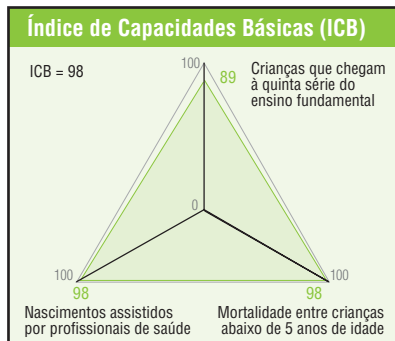 Índice de Capacidades Básicas (ICB)
ICB = 98
100
89
Crianças que chegam
à quinta série do
ensino fundamental
0
100
100
98
98
Nascimentos assistidos
por profissionais de saúde
Mortalidade entre crianças
abaixo de 5 anos de idade